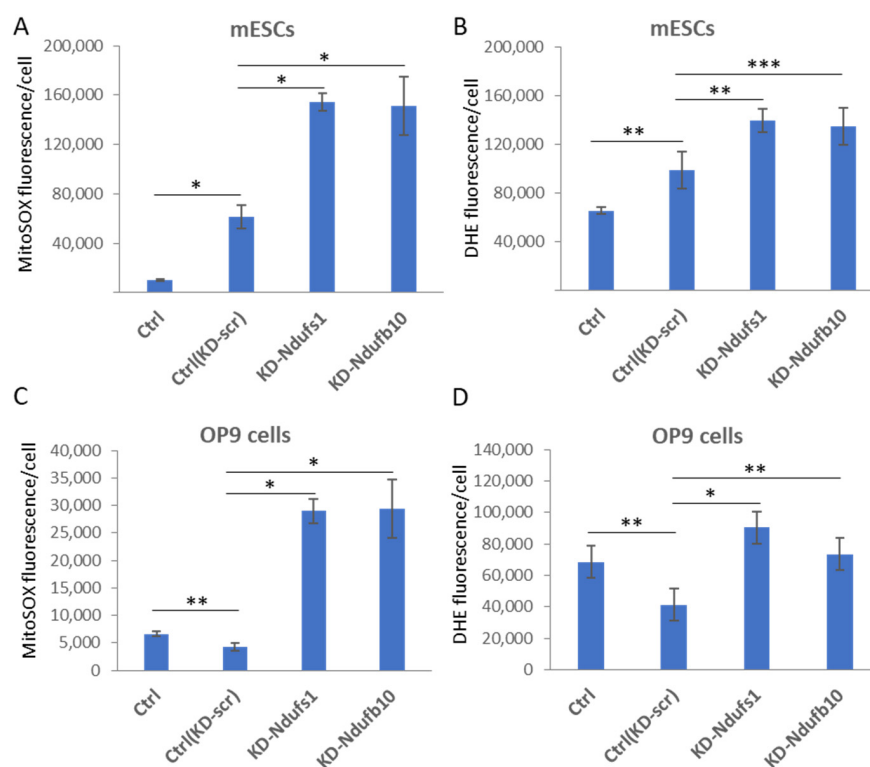 A
mESCs
MitoSOX fluorescence/cell
200,000
160,000
120,000
80,000
40,000
*
*
*
Ctrl
Ctrl(KD-scr)
KD-Ndufs1
KD-Ndufb10
B
mESCs
DHE fluorescence/cell
200,000
160,000
120,000
80,000
40,000
**
**
***
Ctrl
Ctrl(KD-scr)
KD-Ndufs1
KD-Ndufb10
C
OP9 cells
MitoSOX fluorescence/cell
40,000
35,000
30,000
25,000
20,000
15,000
10,000
5,000
0
**
*
*
Ctrl
Ctrl(KD-scr)
KD-Ndufs1
KD-Ndufb10
D
OP9 cells
DHE fluorescence/cell
140,000
120,000
100,000
80,000
60,000
40,000
20,000
0
**
*
**
Ctrl
Ctrl(KD-scr)
KD-Ndufs1
KD-Ndufb10